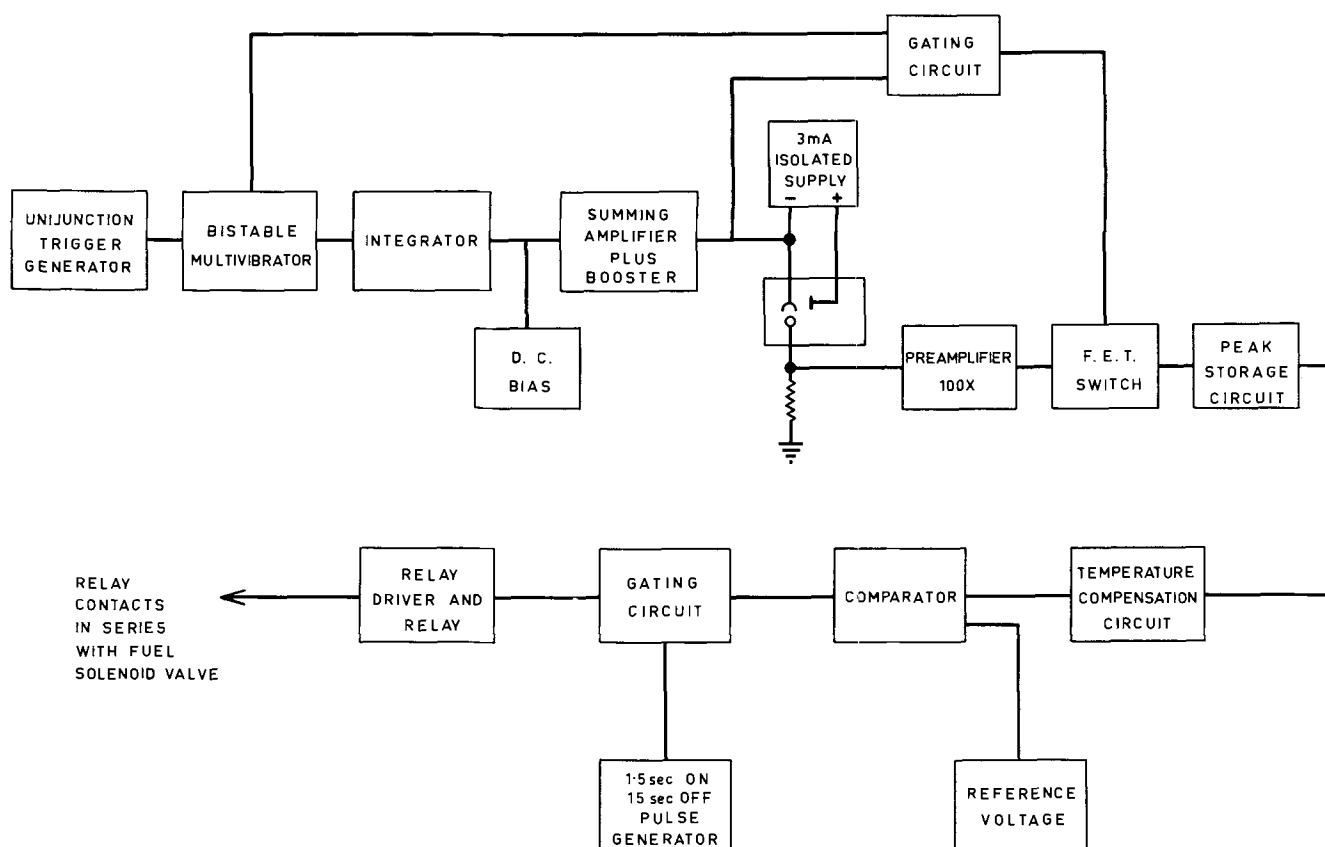 GATING
CIRCUIT
3mA
ISOLATED
SUPPLY
- +
UNIJUNCTION
TRIGGER
GENERATOR
BISTABLE
MULTIVIBRATOR
INTEGRATOR
SUMMING
AMPLIFIER
PLUS
BOOSTER
D. C.
BIAS
PREAMPLIFIER
100X
F. E. T.
SWITCH
PEAK
STORAGE
CIRCUIT
RELAY
CONTACTS
IN SERIES
WITH FUEL
SOLENOID VALVE
RELAY
DRIVER AND
RELAY
GATING
CIRCUIT
COMPARATOR
TEMPERATURE
COMPENSATION
CIRCUIT
1·5 sec ON
15 sec OFF
PULSE
GENERATOR
REFERENCE
VOLTAGE